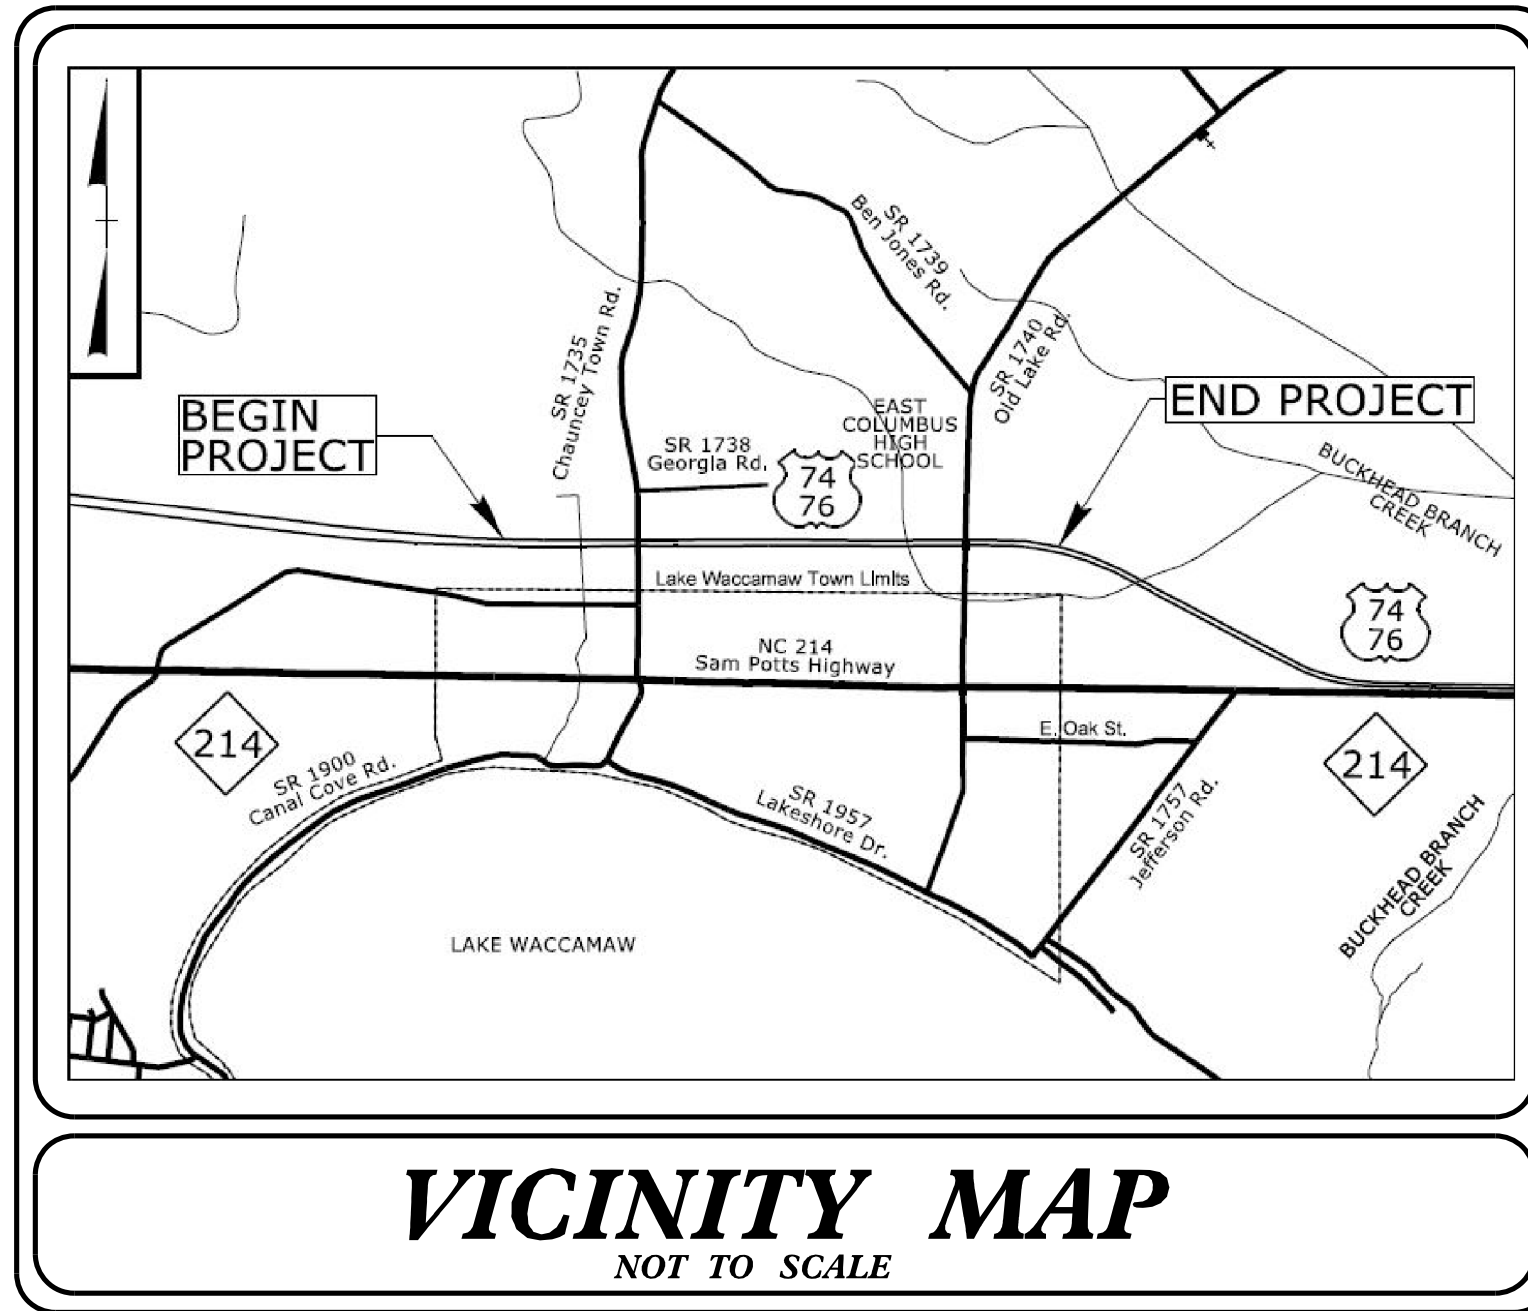 SR 1739
Ben Jones Rd.
SR 1735
Chauncey Town Rd.
SR 1740
Old Lake Rd.
BEGIN
PROJECT
END PROJECT
EAST
COLUMBUS
HIGH
SCHOOL
SR 1738
Georgia Rd.
74
76
BUCKHEAD BRANCH
CREEK
Lake Waccamaw Town Limits
74
76
NC 214
Sam Potts Highway
214
E. Oak St.
214
SR 1900
Canal Cove Rd.
SR 1957
Lakeshore Dr.
SR 1757
Jefferson Rd.
BUCKHEAD BRANCH
CREEK
LAKE WACCAMAW
VICINITY MAP
NOT TO SCALE